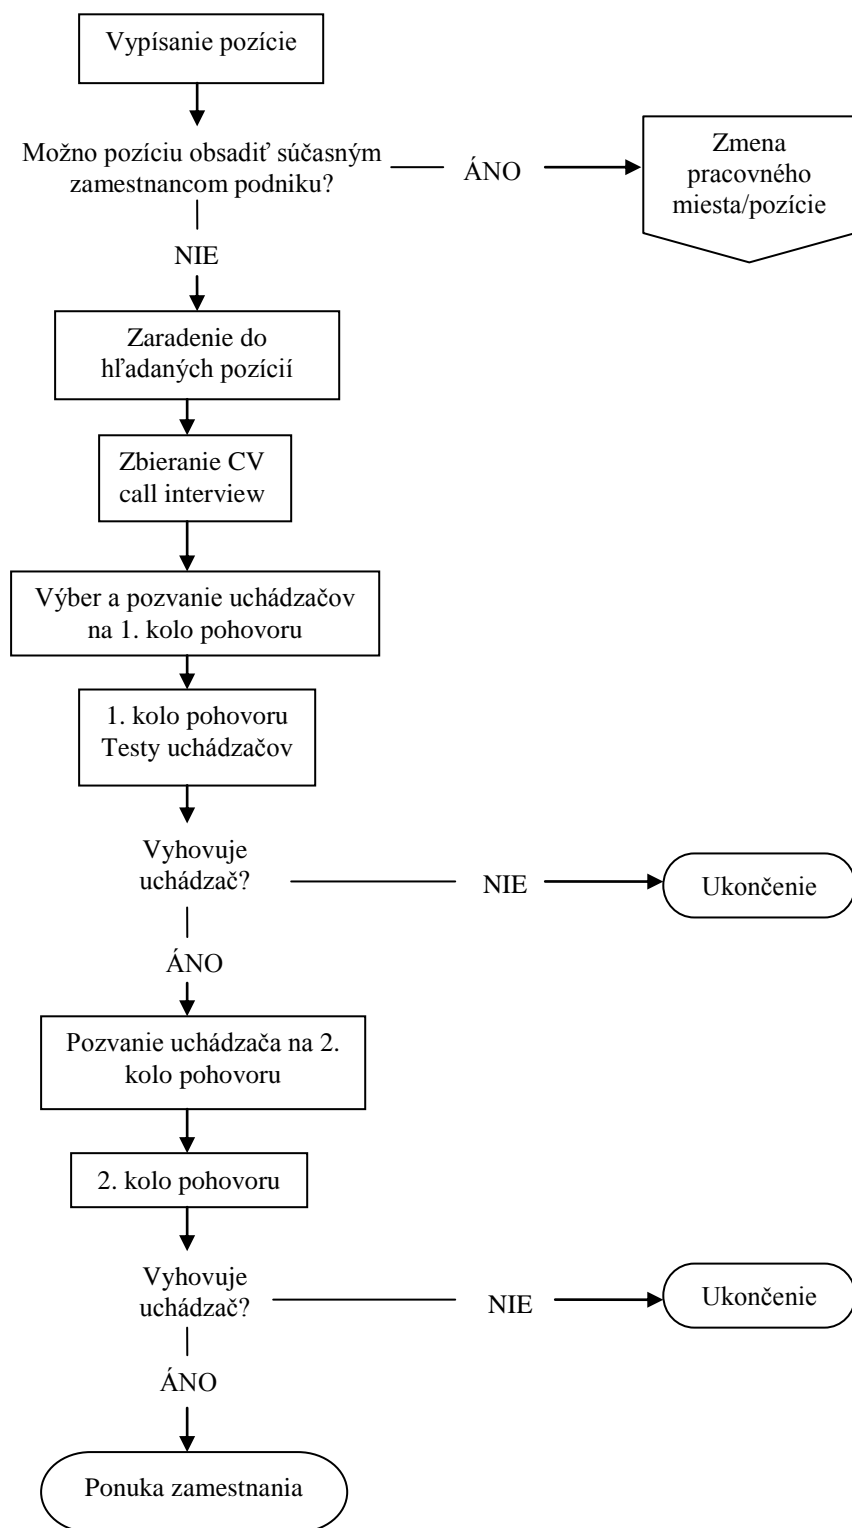 Vypísanie pozície
Možno pozíciu obsadiť súčasným
zamestnancom podniku?
ÁNO
Zmena
pracovného
miesta/pozície
NIE
Zaradenie do
hľadaných pozícií
Zbieranie CV
call interview
Výber a pozvanie uchádzačov
na 1. kolo pohovoru
1. kolo pohovoru
Testy uchádzačov
Vyhovuje
uchádzač?
NIE
Ukončenie
ÁNO
Pozvanie uchádzača na 2.
kolo pohovoru
2. kolo pohovoru
Vyhovuje
uchádzač?
NIE
Ukončenie
ÁNO
Ponuka zamestnania